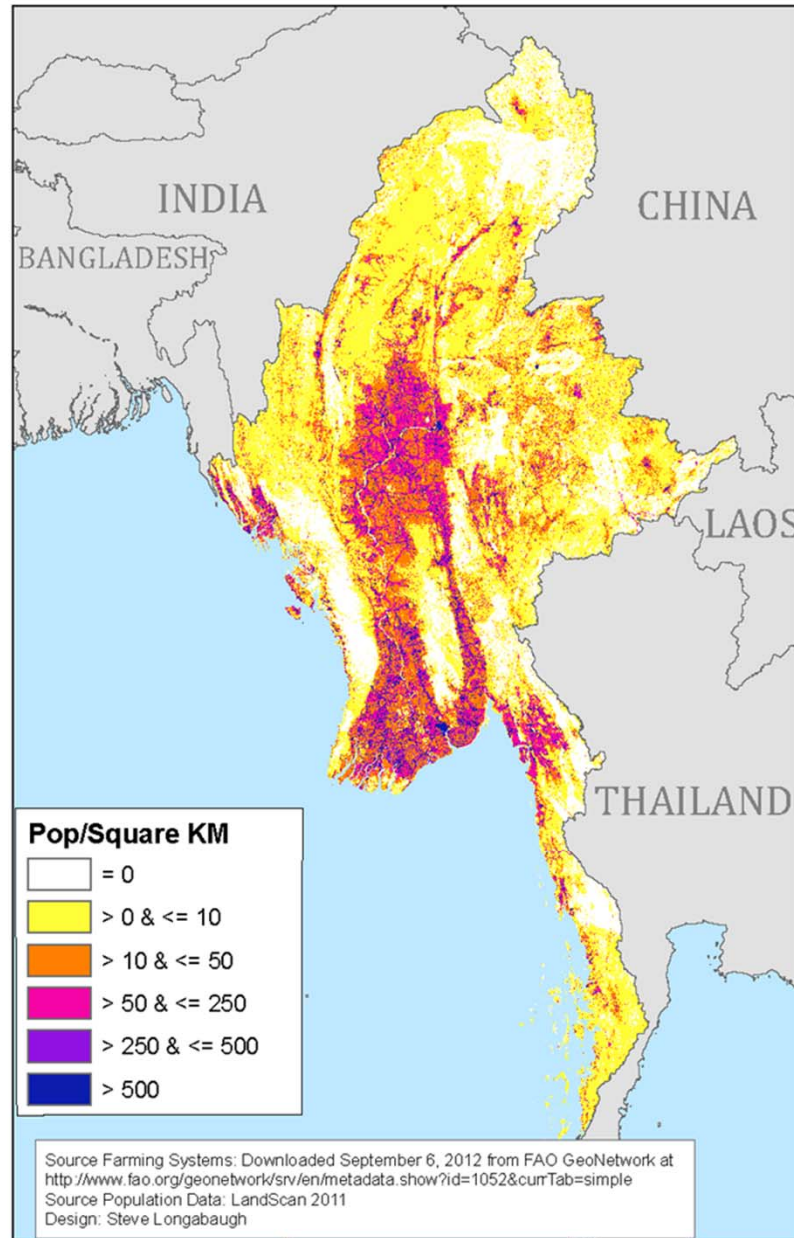 INDIA
CHINA
BANGLADESH
LAOS
THAILAND
Pop/Square KM
= 0
> 0 & <= 10
> 10 & <= 50
> 50 & <= 250
> 250 & <= 500
> 500
Source Farming Systems: Downloaded September 6, 2012 from FAO GeoNetwork at
http://www.fao.org/geonetwork/srv/en/metadata.show?id=1052&currTab=simple
Source Population Data: LandScan 2011
Design: Steve Longabaugh